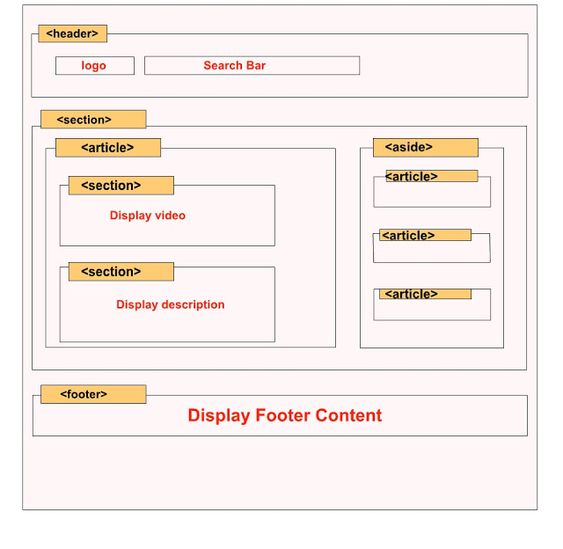 <header>
logo
Search Bar
<section>
<article>
<section>
Display video
<section>
Display description
<aside>
<article>
<article>
<article>
<footer>
Display Footer Content